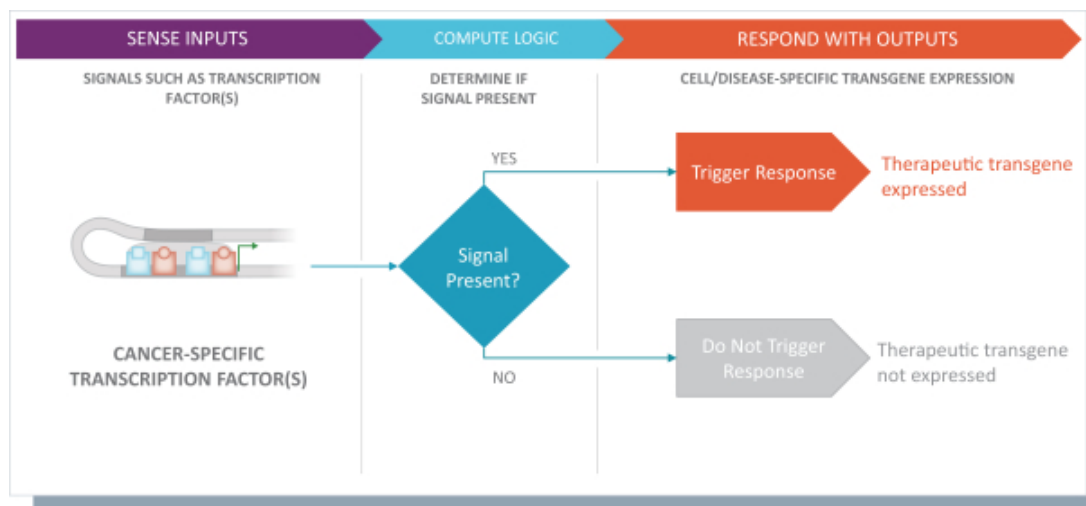 SENSE INPUTS
COMPUTE LOGIC
RESPOND WITH OUTPUTS
SIGNALS SUCH AS TRANSCRIPTION
FACTOR(S)
DETERMINE IF
SIGNAL PRESENT
CELL/DISEASE-SPECIFIC TRANSGENE EXPRESSION
YES
Trigger Response
Therapeutic transgene
expressed
Signal
Present?
CANCER-SPECIFIC
TRANSCRIPTION FACTOR(S)
NO
Do Not Trigger
Response
Therapeutic transgene
not expressed